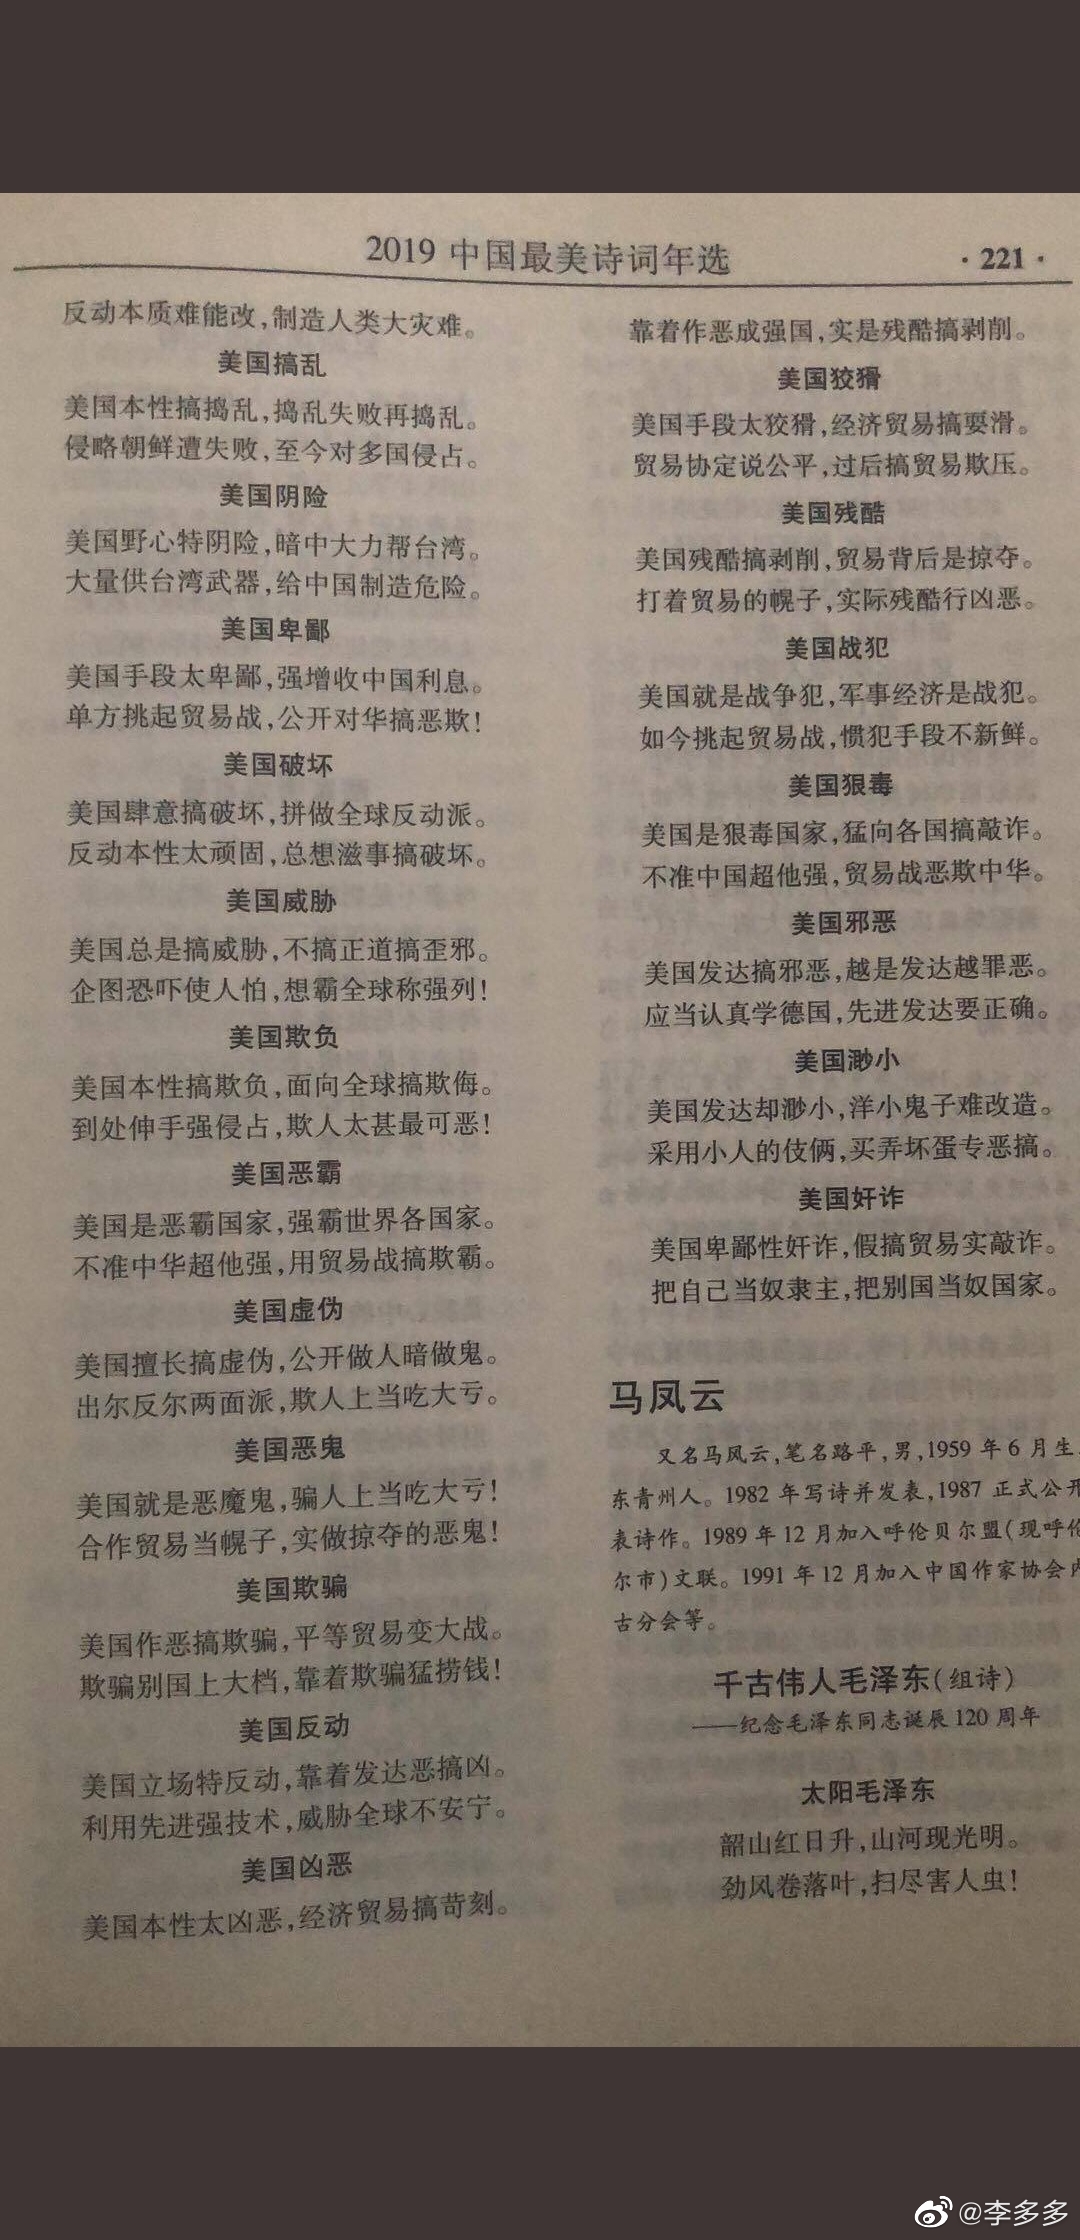 2019 中国最美诗词年选
·221·
反动本质难能改,制造人类大灾难。
美国搞乱
美国本性搞捣乱,捣乱失败再捣乱。
侵略朝鲜遭失败,至今对多国侵占。
美国阴险
美国野心特阴险,暗中大力帮台湾。
大量供台湾武器,给中国制造危险。
美国卑鄙
美国手段太卑鄙,强增收中国利息。
单方挑起贸易战,公开对华搞恶欺!
美国破坏
美国肆意搞破坏,拼做全球反动派。
反动本性太顽固,总想滋事搞破坏。
美国威胁
美国总是搞威胁,不搞正道搞歪邪。
企图恐吓使人怕,想霸全球称强列!
美国欺负
美国本性搞欺负,面向全球搞欺侮。
到处伸手强侵占,欺人太甚最可恶!
美国恶霸
美国是恶霸国家,强霸世界各国家。
不准中华超他强,用贸易战搞欺霸。
美国虚伪
美国擅长搞虚伪,公开做人暗做鬼。
出尔反尔两面派,欺人上当吃大亏。
美国恶鬼
美国就是恶魔鬼,骗人上当吃大亏!
合作贸易当幌子,实做掠夺的恶鬼!
美国欺骗
美国作恶搞欺骗,平等贸易变大战。
欺骗别国上大档,靠着欺骗猛捞钱!
美国反动
美国立场特反动,靠着发达恶搞凶。
利用先进强技术,威胁全球不安宁。
美国凶恶
美国本性太凶恶,经济贸易搞苛刻。
靠着作恶成强国,实是残酷搞剥削。
美国狡猾
美国手段太狡猾,经济贸易搞耍滑。
贸易协定说公平,过后搞贸易欺压。
美国残酷
美国残酷搞剥削,贸易背后是掠夺。
打着贸易的幌子,实际残酷行凶恶。
美国战犯
美国就是战争犯,军事经济是战犯。
如今挑起贸易战,惯犯手段不新鲜。
美国狠毒
美国是狠毒国家,猛向各国搞敲诈。
不准中国超他强,贸易战恶欺中华。
美国邪恶
美国发达搞邪恶,越是发达越罪恶。
应当认真学德国,先进发达要正确。
美国渺小
美国发达却渺小,洋小鬼子难改造。
采用小人的伎俩,买弄坏蛋专恶搞。
美国奸诈
美国卑鄙性奸诈,假搞贸易实敲诈。
把自己当奴隶主,把别国当奴国家。
马凤云
又名马风云,笔名路平,男,1959 年 6 月生
东青州人。1982 年写诗并发表,1987 正式公开
表诗作。1989 年 12 月加入呼伦贝尔盟(现呼伦
尔市)文联。1991 年 12 月加入中国作家协会内
古分会等。
千古伟人毛泽东(组诗)
——纪念毛泽东同志诞辰 120 周年
太阳毛泽东
韶山红日升,山河现光明。
劲风卷落叶,扫尽害人虫!
@李多多